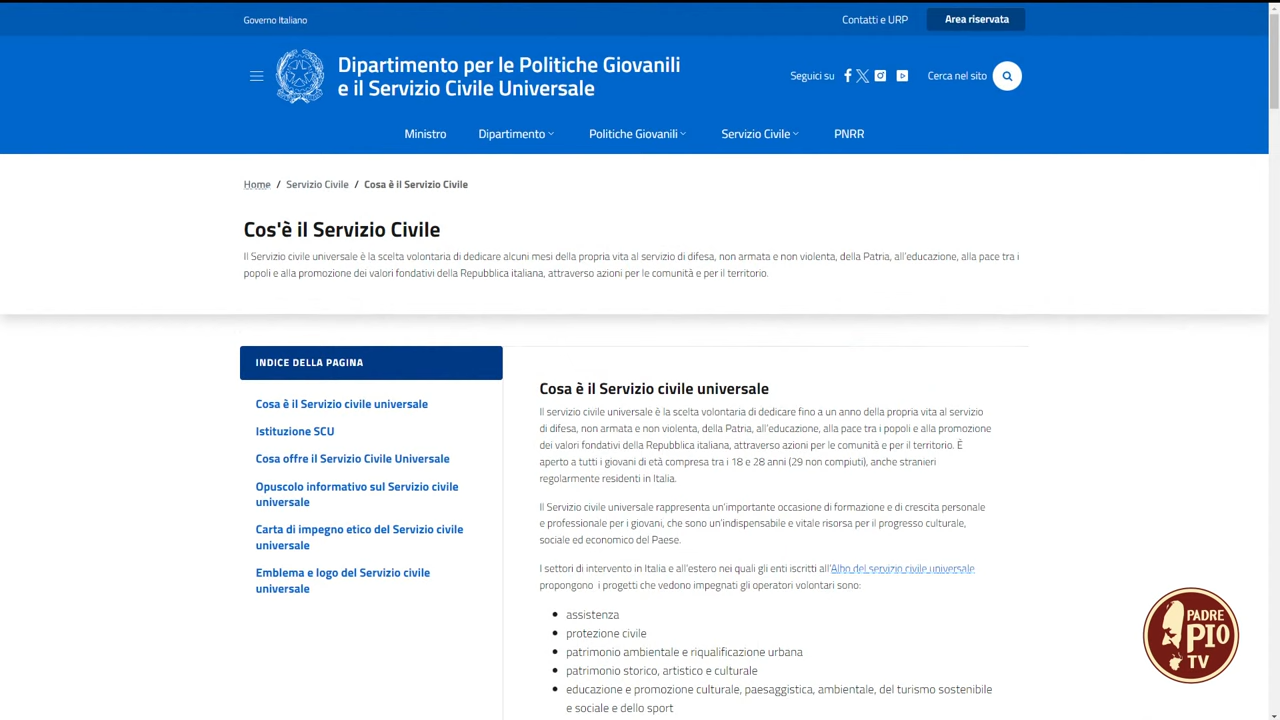 Governo Italiano
Contatti e URP
Area riservata
Dipartimento per le Politiche Giovanili
e il Servizio Civile Universale
Seguici su
Cerca nel sito
Ministro
Dipartimento
Politiche Giovanili
Servizio Civile
PNRR
Home / Servizio Civile / Cosa è il Servizio Civile
Cos'è il Servizio Civile
Il Servizio civile universale è la scelta volontaria di dedicare alcuni mesi della propria vita al servizio di difesa, non armata e non violenta, della Patria, all'educazione, alla pace tra i
popoli e alla promozione dei valori fondativi della Repubblica italiana, attraverso azioni per le comunità e per il territorio.
INDICE DELLA PAGINA
Cosa è il Servizio civile universale
Istituzione SCU
Cosa offre il Servizio Civile Universale
Opuscolo informativo sul Servizio civile
universale
Carta di impegno etico del Servizio civile
universale
Emblema e logo del Servizio civile
universale
Cosa è il Servizio civile universale
Il servizio civile universale è la scelta volontaria di dedicare fino a un anno della propria vita al servizio
di difesa, non armata e non violenta, della Patria, all'educazione, alla pace tra i popoli e alla promozione
dei valori fondativi della Repubblica italiana, attraverso azioni per le comunità e per il territorio. È
aperto a tutti i giovani di età compresa tra i 18 e 28 anni (29 non compiuti), anche stranieri
regolarmente residenti in Italia.
Il Servizio civile universale rappresenta un'importante occasione di formazione e di crescita personale
e professionale per i giovani, che sono un'indispensabile e vitale risorsa per il progresso culturale,
sociale ed economico del Paese.
I settori di intervento in Italia e all'estero nei quali gli enti iscritti all'Albo del servizio civile universale
propongono i progetti che vedono impegnati gli operatori volontari sono:
assistenza
protezione civile
patrimonio ambientale e riqualificazione urbana
patrimonio storico, artistico e culturale
educazione e promozione culturale, paesaggistica, ambientale, del turismo sostenibile
e sociale e dello sport
PADRE
PIO
TV